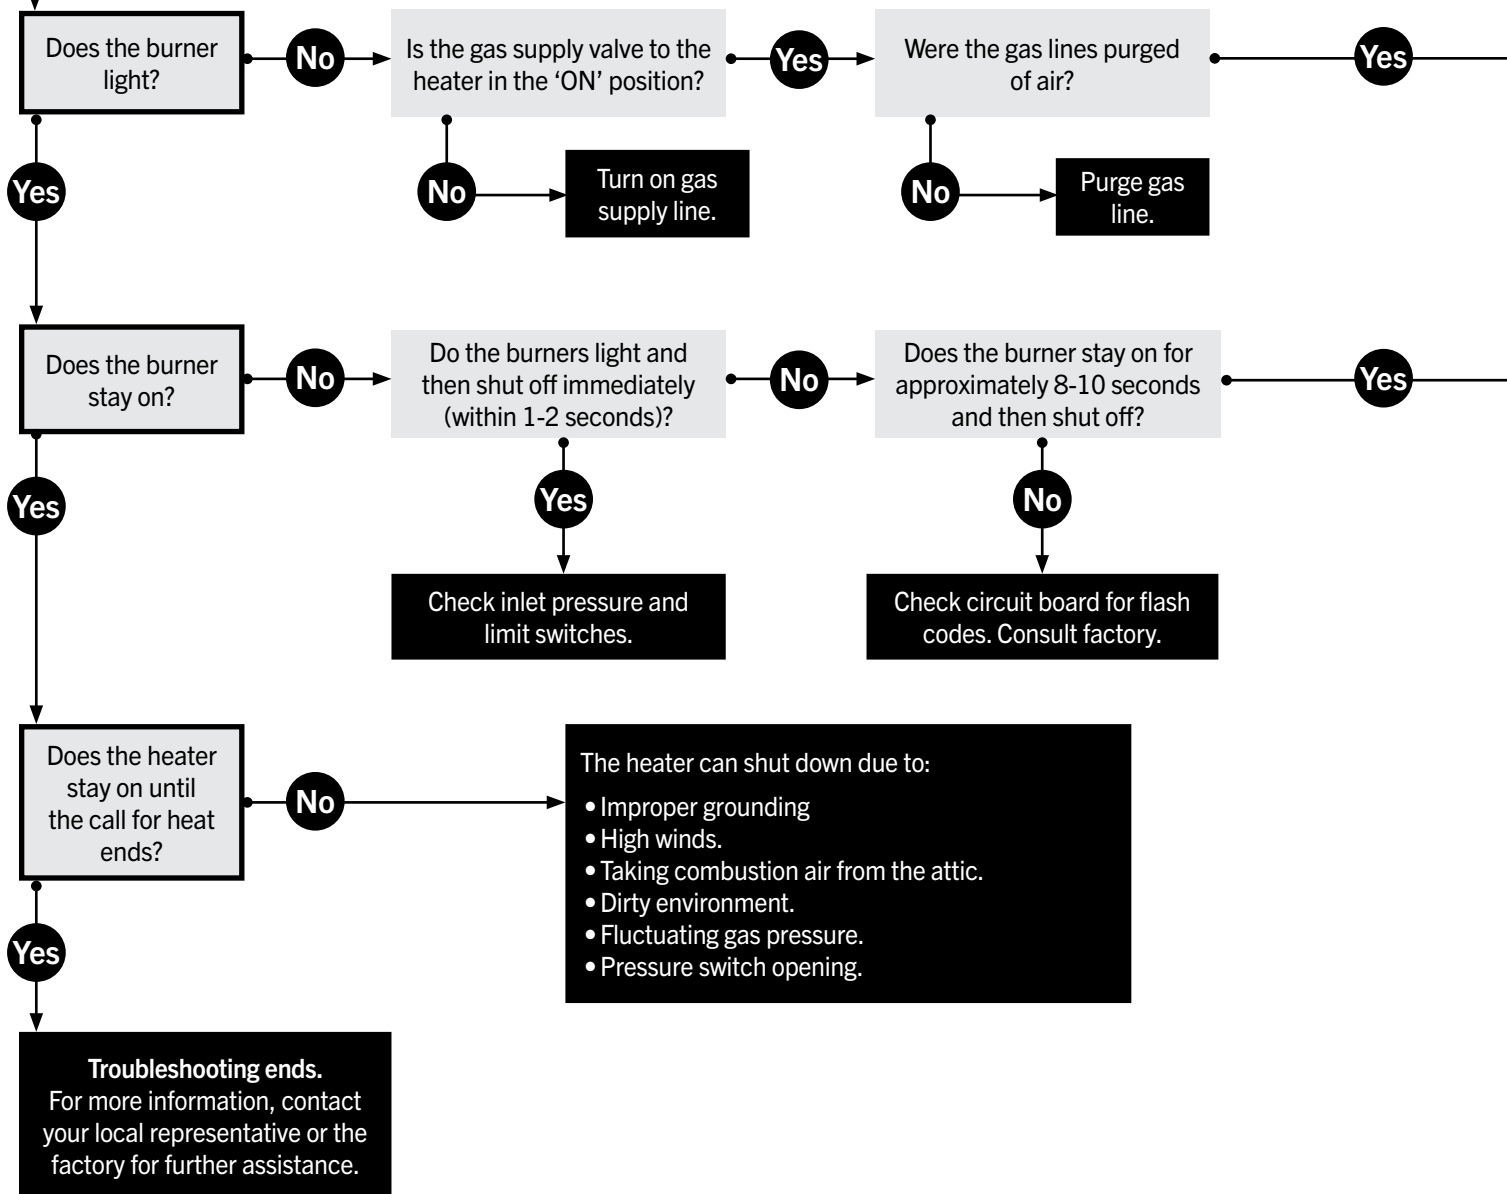 Does the burner
light?
No
Is the gas supply valve to the
heater in the ‘ON’ position?
Yes
Were the gas lines purged
of air?
Yes
Yes
No
Turn on gas
supply line.
No
Purge gas
line.
Does the burner
stay on?
No
Do the burners light and
then shut off immediately
(within 1-2 seconds)?
No
Does the burner stay on for
approximately 8-10 seconds
and then shut off?
Yes
Yes
Yes
No
Check inlet pressure and
limit switches.
Check circuit board for flash
codes. Consult factory.
Does the heater
stay on until
the call for heat
ends?
No
The heater can shut down due to:
• Improper grounding
• High winds.
• Taking combustion air from the attic.
• Dirty environment.
• Fluctuating gas pressure.
• Pressure switch opening.
Yes
Troubleshooting ends.
For more information, contact
your local representative or the
factory for further assistance.